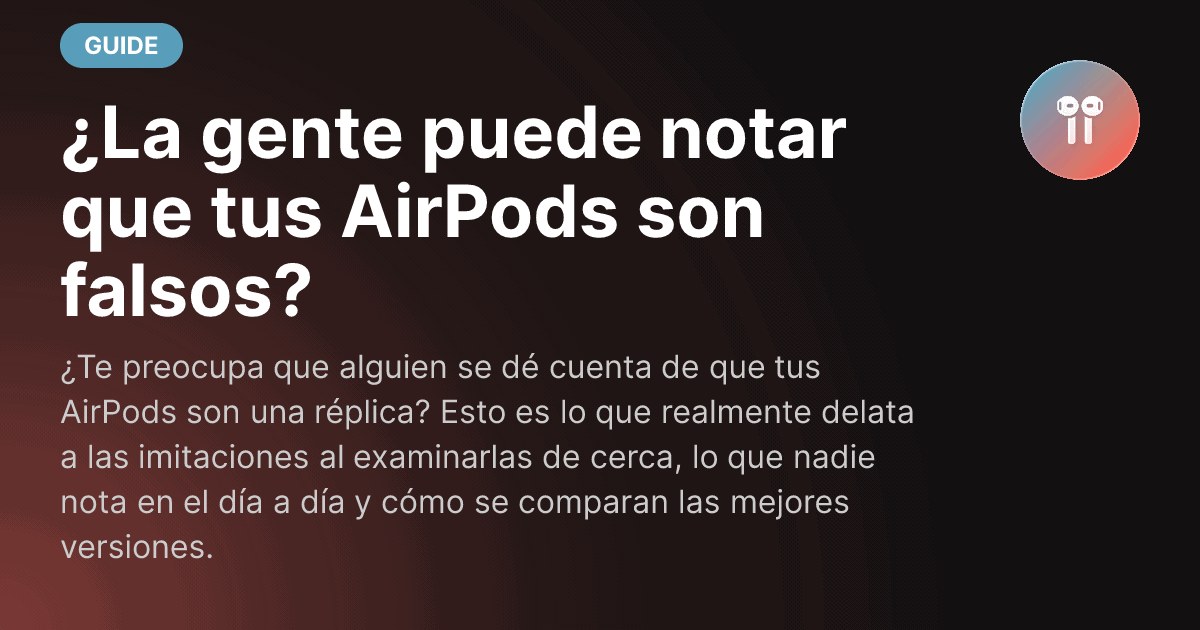 GUIDE
¿La gente puede notar
que tus AirPods son
falsos?
¿Te preocupa que alguien se dé cuenta de que tus
AirPods son una réplica? Esto es lo que realmente delata
a las imitaciones al examinarlas de cerca, lo que nadie
nota en el día a día y cómo se comparan las mejores
versiones.